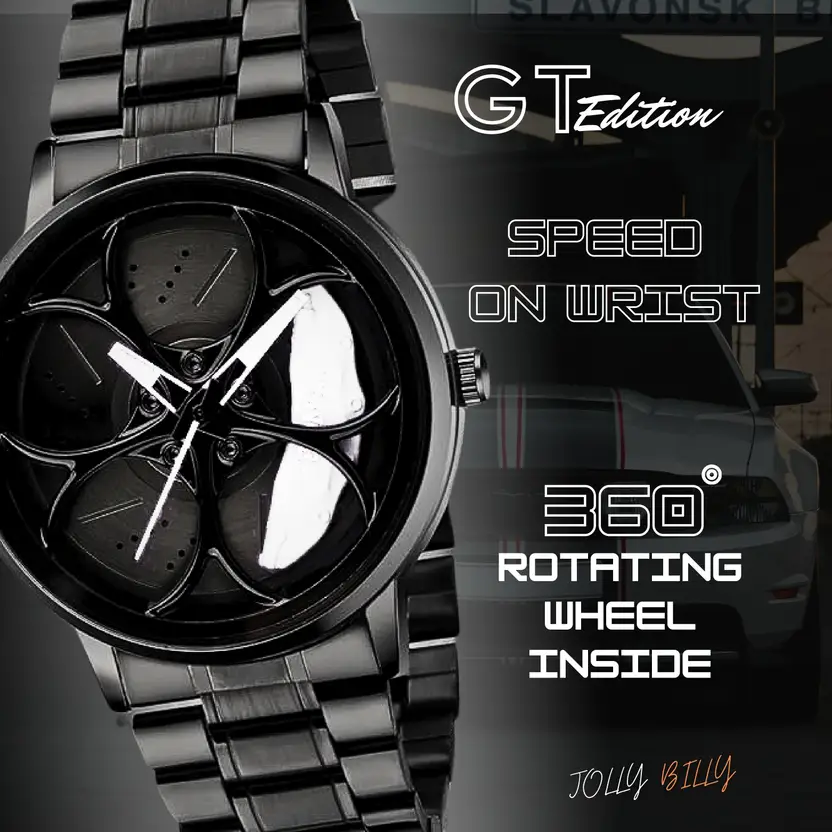 SLAVONSK B
GT Edition
SPEED
ON WRIST
360°
ROTATING
WHEEL
INSIDE
JOLLY BILLY